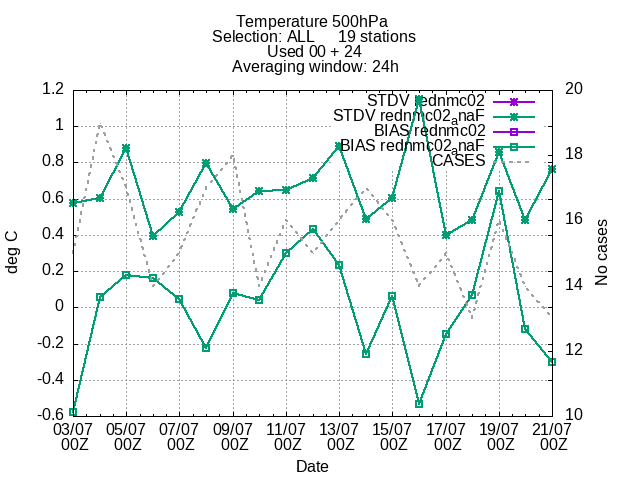 Temperature 500hPa
Selection: ALL 19 stations
Used 00 + 24
Averaging window: 24h
STDV rednmc02
STDV rednmc02anaF
BIAS rednmc02
BIAS rednmc02anaF
CASES
1.2
1
0.8
0.6
0.4
0.2
0
-0.2
-0.4
-0.6
deg C
20
18
16
14
12
10
No cases
03/07 05/07 07/07 09/07 11/07 13/07 15/07 17/07 19/07 21/07
00Z 00Z 00Z 00Z 00Z 00Z 00Z 00Z 00Z 00Z
Date